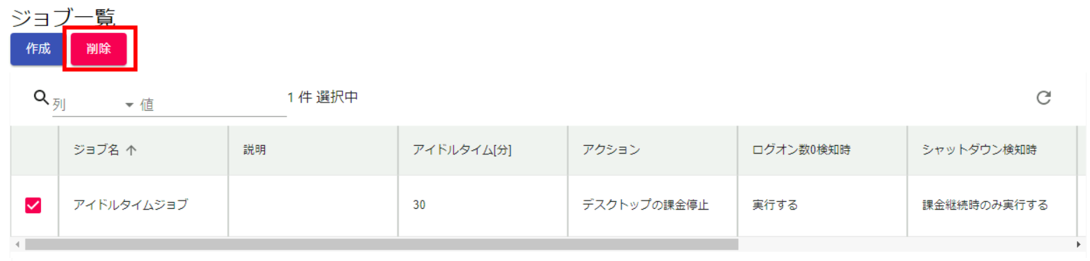 ジョブ一覧
作成 削除
列 値 1 件 選択中
ジョブ名 ↑ 説明 アイドルタイム[分] アクション ログオン数0検知時 シャットダウン検知時
アイドルタイムジョブ 30 デスクトップの課金停止 実行する 課金継続時のみ実行する